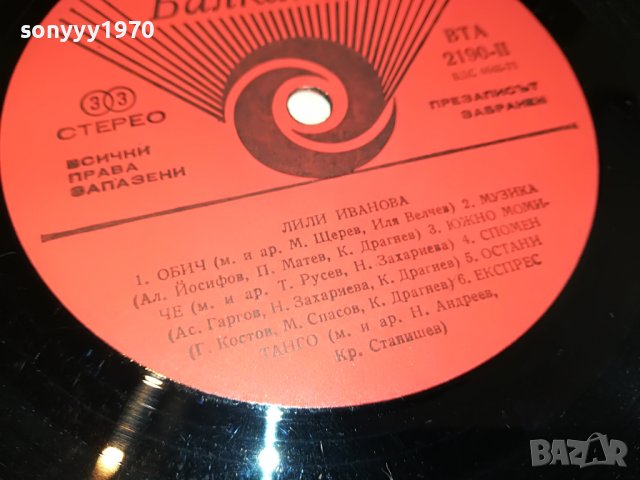 sonyyy1970
ВТА
2190-II
33
СТЕРЕО
ВСИЧКИ
ПРАВА
ЗАПАЗЕНИ
ПРЕЗАПИСЪТ
ЗАБРАНЕН
ЛИЛИ ИВАНОВА
1. ОБИЧ (м. и ар. М. Щерев, Иля Велчев) 2. МУЗИКА
(Ал. Йосифов, П. Матев, К. Драгнев) 3. ЮЖНО МОМИ-
ЧЕ (м. и ар. Т. Русев, Н. Захариева) 4. СПОМЕН
(Ас. Гаргов, Н. Захариева, К. Драгнев) 5. ОСТАНИ
(Г. Костов, М. Спасов, К. Драгнев) 6. ЕКСПРЕС
ТАНГО (м. и ар. Н. Андреев,
Кр. Станишев)
BAZAR
bg